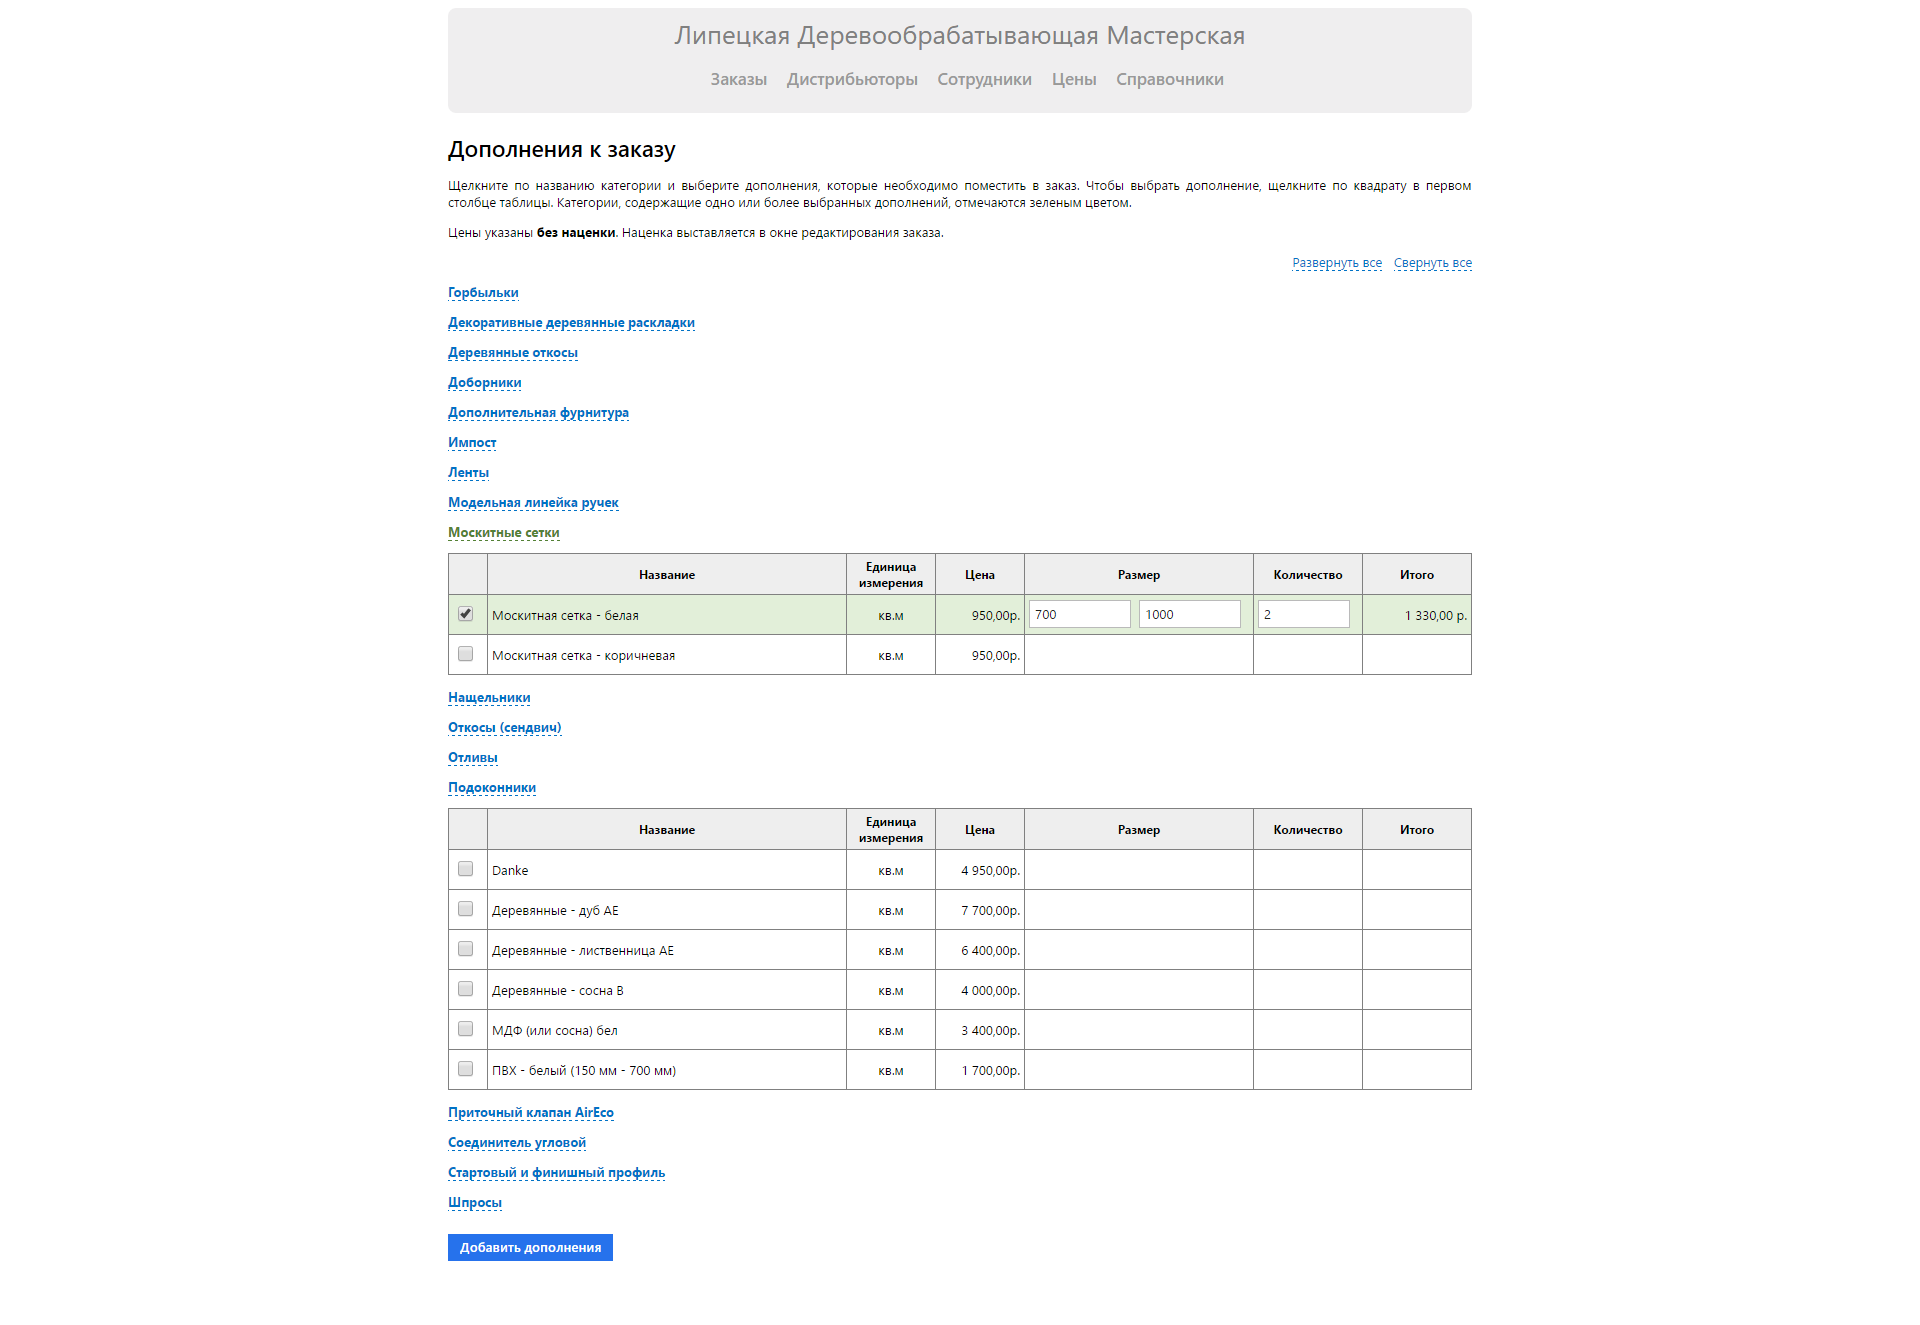 Липецкая Деревообрабатывающая Мастерская
Заказы Дистрибьюторы Сотрудники Цены Справочники
Дополнения к заказу
Щелкните по названию категории и выберите дополнения, которые необходимо поместить в заказ. Чтобы выбрать дополнение, щелкните по квадрату в первом
столбце таблицы. Категории, содержащие одно или более выбранных дополнений, отмечаются зеленым цветом.
Цены указаны без наценки. Наценка выставляется в окне редактирования заказа.
Развернуть все Свернуть все
Горбыльки
Декоративные деревянные раскладки
Деревянные откосы
Доборники
Дополнительная фурнитура
Импост
Ленты
Модельная линейка ручек
Москитные сетки
Название Единица измерения Цена Размер Количество Итого
Москитная сетка - белая кв.м 950,00р. 700 1000 2 1 330,00 р.
Москитная сетка - коричневая кв.м 950,00р.
Нащельники
Откосы (сендвич)
Отливы
Подоконники
Название Единица измерения Цена Размер Количество Итого
Danke кв.м 4 950,00р.
Деревянные - дуб АЕ кв.м 7 700,00р.
Деревянные - лиственница АЕ кв.м 6 400,00р.
Деревянные - сосна В кв.м 4 000,00р.
МДФ (или сосна) бел кв.м 3 400,00р.
ПВХ - белый (150 мм - 700 мм) кв.м 1 700,00р.
Приточный клапан AirEco
Соединитель угловой
Стартовый и финишный профиль
Шпросы
Добавить дополнения